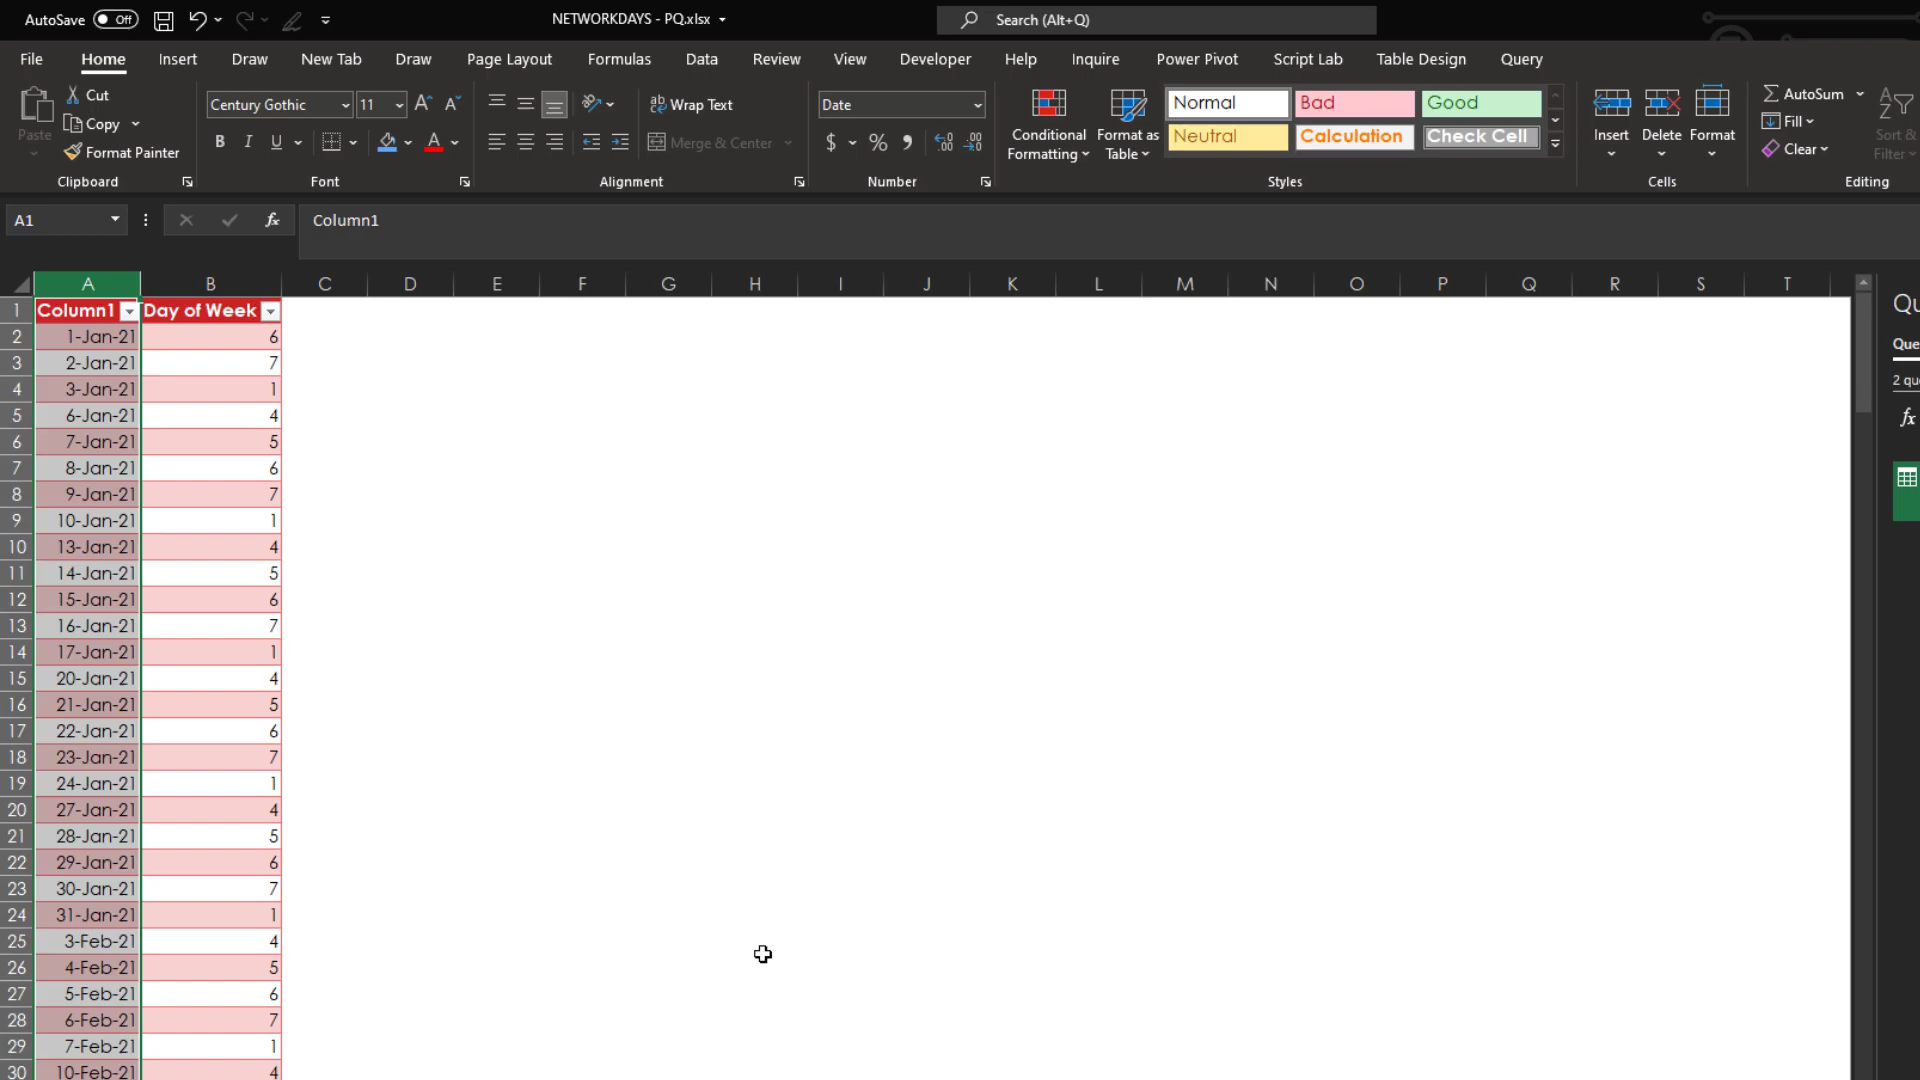 AutoSave Off NETWORKDAYS - PQ.xlsx Search (Alt+Q)
File Home Insert Draw New Tab Draw Page Layout Formulas Data Review View Developer Help Inquire Power Pivot Script Lab Table Design Query
Paste Cut Copy Format Painter
Clipboard
Century Gothic 11
B I U A
Font
Wrap Text
Merge & Center
Alignment
Date
$ %
Number
Conditional Formatting
Format as Table
Normal Bad Good
Neutral Calculation Check Cell
Styles
Insert Delete Format
Cells
AutoSum
Fill
Clear
Sort &
Filter
Editing
A1 fx Column1
A B C D E F G H I J K L M N O P Q R S T
1 Column1 Day of Week
2 1-Jan-21 6
3 2-Jan-21 7
4 3-Jan-21 1
5 6-Jan-21 4
6 7-Jan-21 5
7 8-Jan-21 6
8 9-Jan-21 7
9 10-Jan-21 1
10 13-Jan-21 4
11 14-Jan-21 5
12 15-Jan-21 6
13 16-Jan-21 7
14 17-Jan-21 1
15 20-Jan-21 4
16 21-Jan-21 5
17 22-Jan-21 6
18 23-Jan-21 7
19 24-Jan-21 1
20 27-Jan-21 4
21 28-Jan-21 5
22 29-Jan-21 6
23 30-Jan-21 7
24 31-Jan-21 1
25 3-Feb-21 4
26 4-Feb-21 5
27 5-Feb-21 6
28 6-Feb-21 7
29 7-Feb-21 1
30 10-Feb-21 4
Qu
Que
2 qu
fx